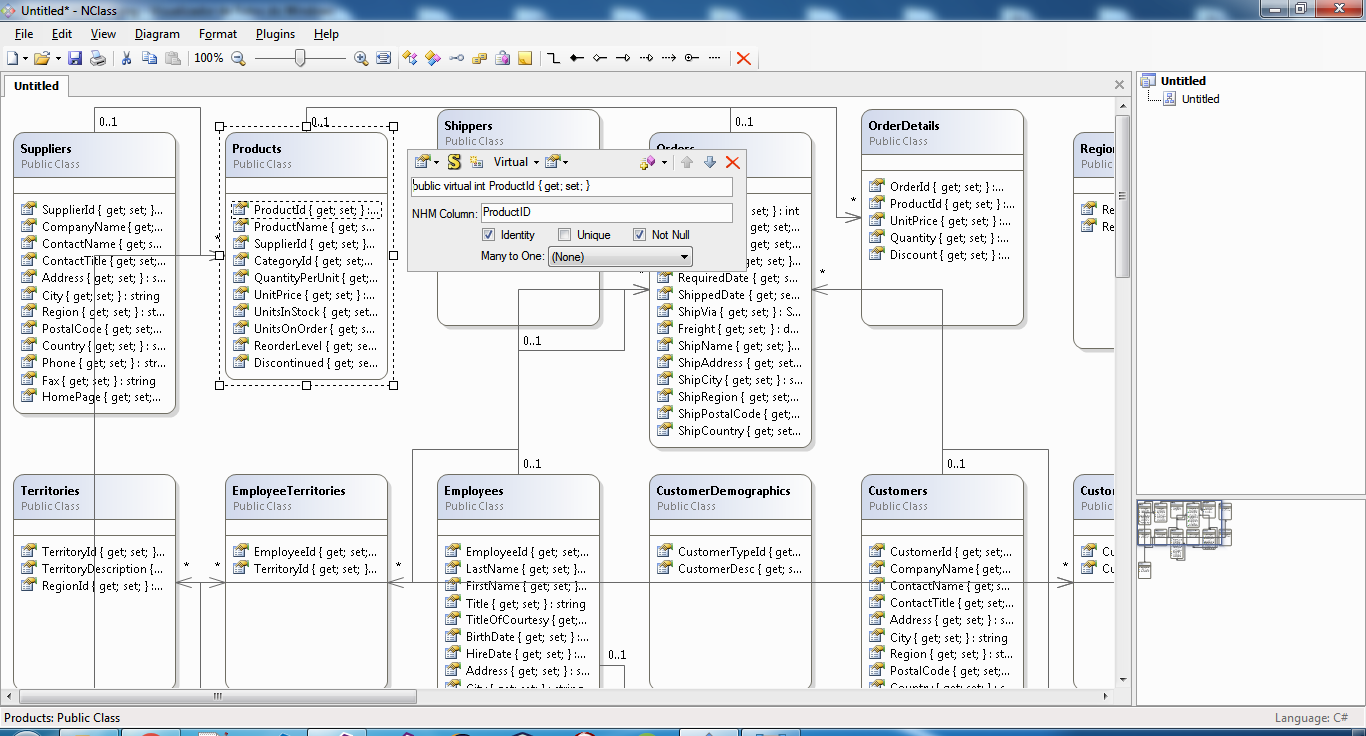 Untitled* - NClass
File Edit View Diagram Format Plugins Help
100%
Untitled
0..1
Suppliers
Public Class
SupplierId { get; set; }...
CompanyName { get;...
ContactName { get; s...
ContactTitle { get; set;...
Address { get; set; } : s...
City { get; set; } : string
Region { get; set; } : st...
PostalCode { get; set;...
Country { get; set; } : s...
Phone { get; set; } : str...
Fax { get; set; } : string
HomePage { get; set;...
*
0..1
Products
Public Class
ProductId { get; set; } :...
ProductName { get; s...
SupplierId { get; set; }...
CategoryId { get; set;...
QuantityPerUnit { get;...
UnitPrice { get; set; } :...
UnitsInStock { get; s...
UnitsOnOrder { get; s...
ReorderLevel { get; s...
Discontinued { get; se...
Shippers
Public Class
Virtual
public virtual int ProductId { get; set; }
NHM Column: ProductID
Identity Unique Not Null
Many to One: (None)
0..1
0..1
Orders
set; } : int
get; s...
get; s...
set; }...
RequiredDate { get; s...
ShippedDate { get; se...
ShipVia { get; set; } : S...
Freight { get; set; } : d...
ShipName { get; set; }...
ShipAddress { get; set...
ShipCity { get; set; } : s...
ShipRegion { get; set;...
ShipPostalCode { get;...
ShipCountry { get; set...
*
*
*
OrderDetails
Public Class
OrderId { get; set; } :...
ProductId { get; set; }...
UnitPrice { get; set; } :...
Quantity { get; set; } :...
Discount { get; set; } :...
Region
Public Class
Re
Re
Territories
Public Class
TerritoryId { get; set; }...
TerritoryDescription {...
RegionId { get; set; } :...
*
*
EmployeeTerritories
Public Class
EmployeeId { get; set;...
TerritoryId { get; set; }...
*
0..1
Employees
Public Class
EmployeeId { get; set;...
LastName { get; set; }...
FirstName { get; set; }...
Title { get; set; } : string
TitleOfCourtesy { get;...
BirthDate { get; set; } :...
HireDate { get; set; } :...
Address { get; set; } : s...
City { get; set; } : string
0..1
CustomerDemographics
Public Class
CustomerTypeId { get...
CustomerDesc { get; s...
0..1
Customers
Public Class
CustomerId { get; set;...
CompanyName { get;...
ContactName { get; s...
ContactTitle { get; set;...
Address { get; set; } : s...
City { get; set; } : string
Region { get; set; } : st...
PostalCode { get; set;...
Country { get; set; } : s...
*
Custo
Public Class
Cu
Cu
Untitled
Untitled
Products: Public Class
Language: C#